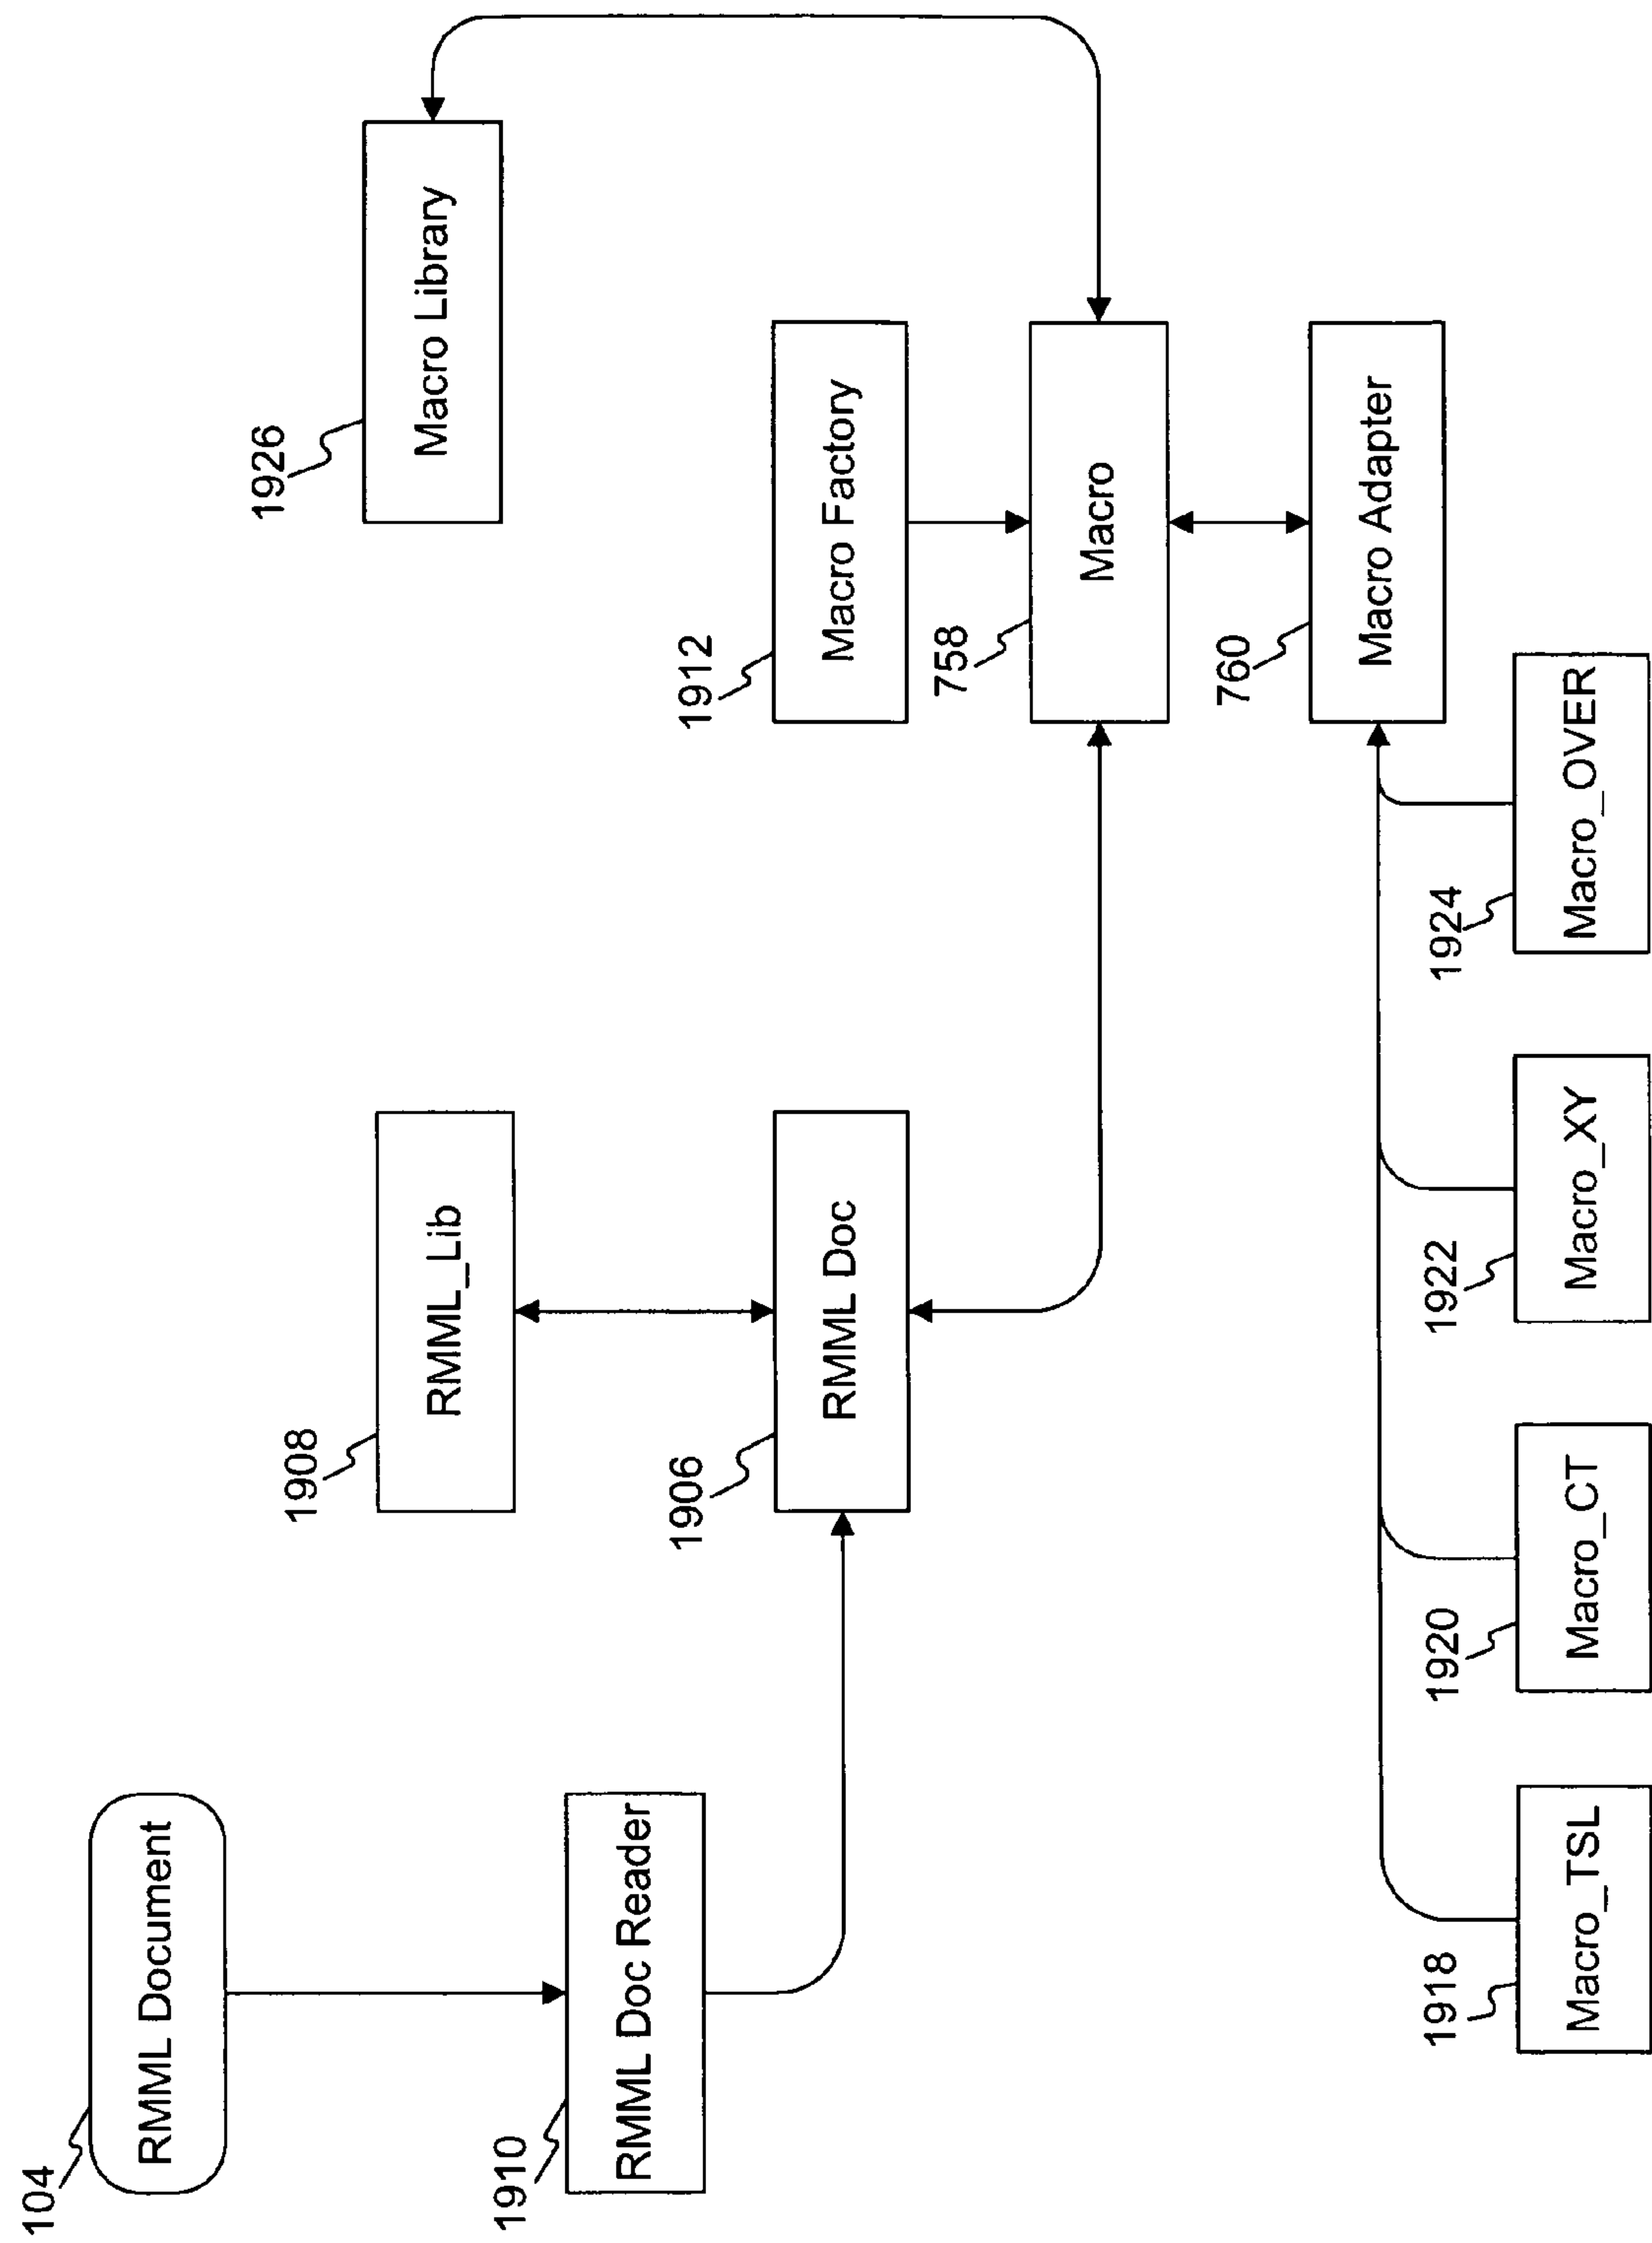 104
RMML Document
1910
RMML Doc Reader
1908
RMML_Lib
1906
RMML Doc
1926
Macro Library
1912
Macro Factory
758
Macro
760
Macro Adapter
1918
Macro_TSL
1920
Macro_CT
1922
Macro_XY
1924
Macro_OVER